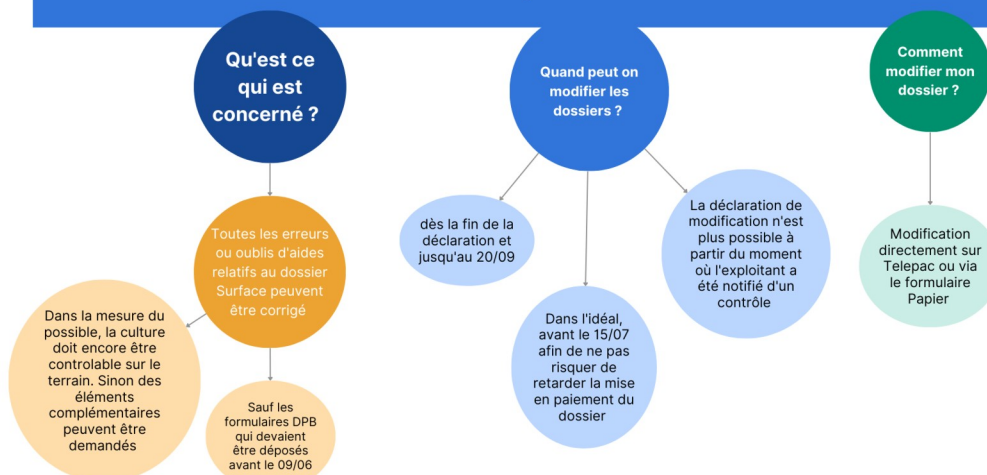 Qu'est ce
qui est
concerné ?
Toutes les erreurs
ou oublis d'aides
relatifs au dossier
Surface peuvent
être corrigé
Dans la mesure du
possible, la culture
doit encore être
controlable sur le
terrain. Sinon des
éléments
complémentaires
peuvent être
demandés
Sauf les
formulaires DPB
qui devaient
être déposés
avant le 09/06
Quand peut on
modifier les
dossiers ?
dès la fin de la
déclaration et
jusqu'au 20/09
Dans l'idéal,
avant le 15/07
afin de ne pas
risquer de
retarder la mise
en paiement du
dossier
La déclaration de
modification n'est
plus possible à
partir du moment
où l'exploitant a
été notifié d'un
contrôle
Comment
modifier mon
dossier ?
Modification
directement sur
Telepac ou via
le formulaire
Papier